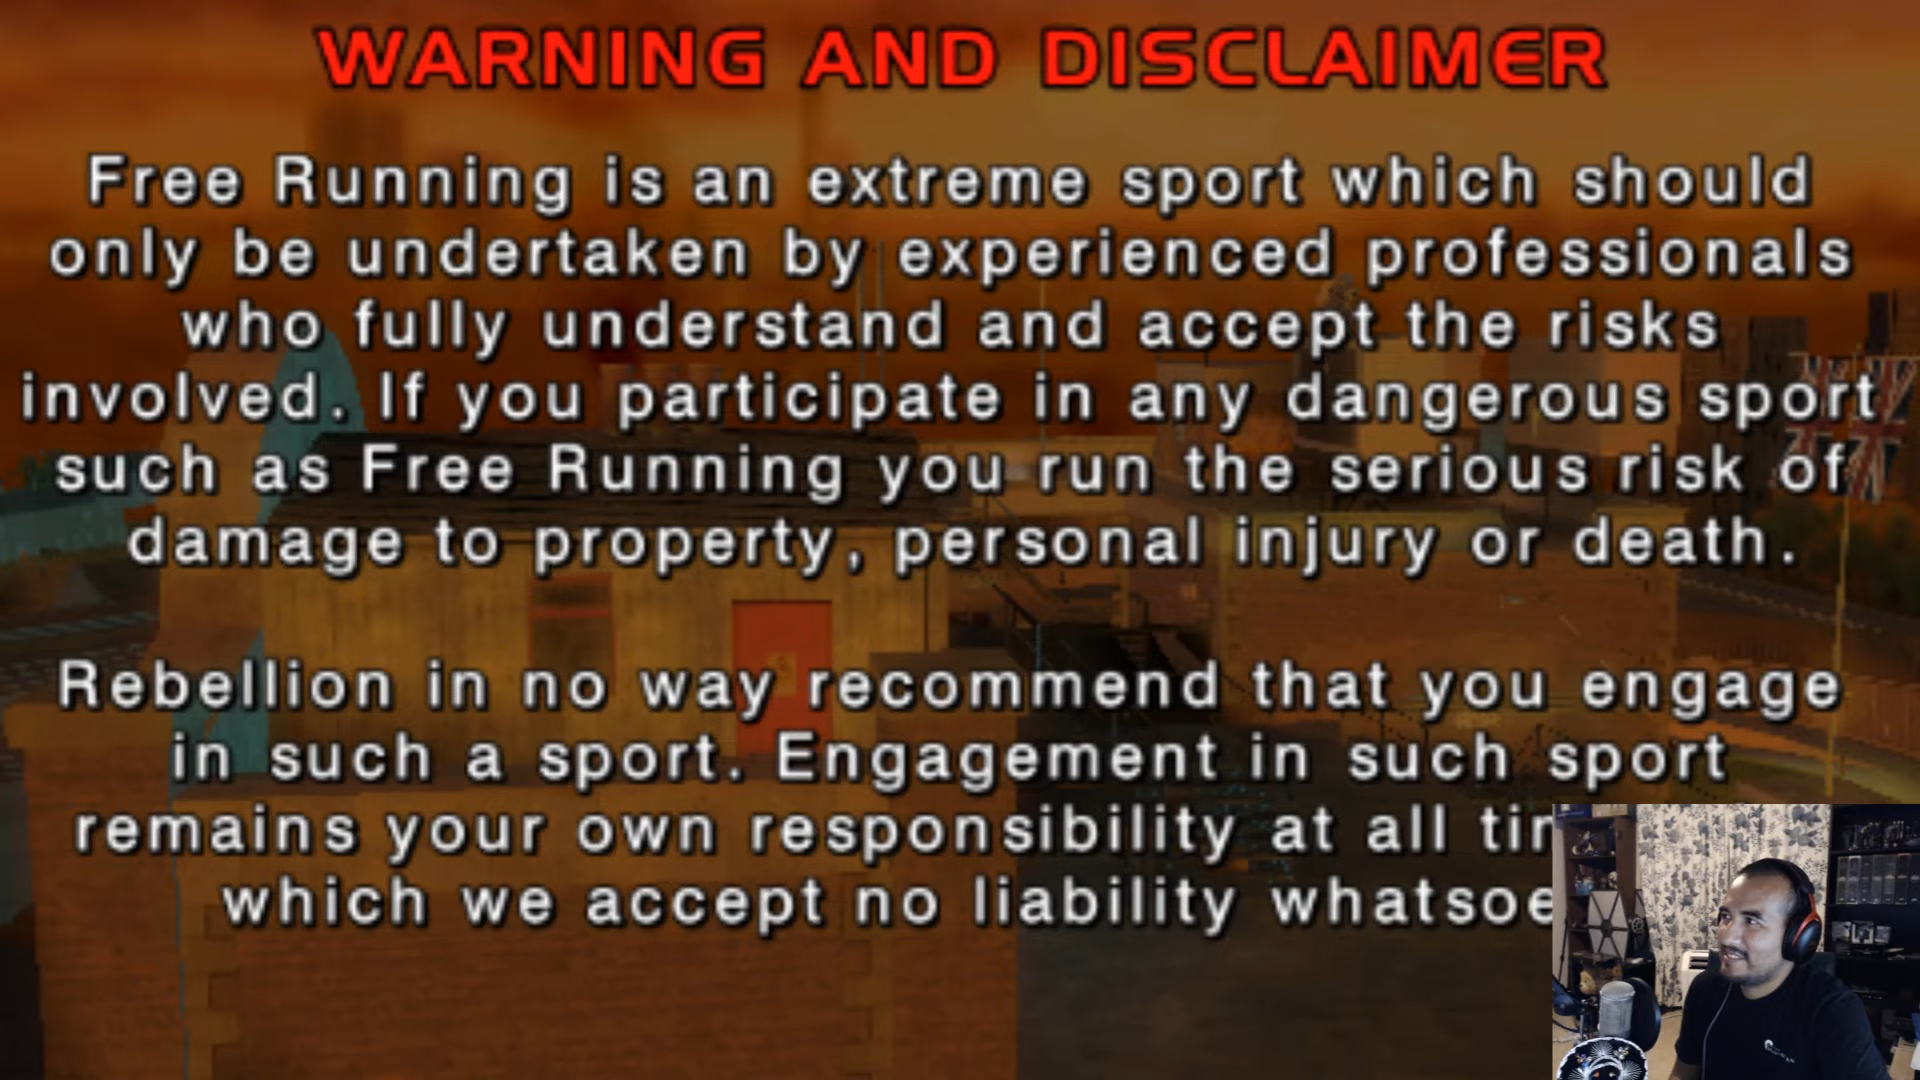 WARNING AND DISCLAIMER
Free Running is an extreme sport which should
only be undertaken by experienced professionals
who fully understand and accept the risks
involved. If you participate in any dangerous sport
such as Free Running you run the serious risk of
damage to property, personal injury or death.
Rebellion in no way recommend that you engage
in such a sport. Engagement in such sport
remains your own responsibility at all
which we accept no liability